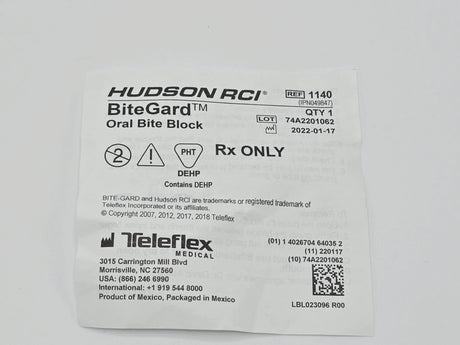 HUDSON RCI®
REF 1140
(IPN049847)
BiteGard™
QTY 1
Oral Bite Block
LOT 74A2201062
2022-01-17
2
!
PHT
DEHP
Rx ONLY
Contains DEHP
BITE-GARD and Hudson RCI are trademarks or registered trademark of
Teleflex Incorporated or its affiliates.
© Copyright 2007, 2012, 2017, 2018 Teleflex
Teleflex
MEDICAL
3015 Carrington Mill Blvd
Morrisville, NC 27560
USA: (866) 246 6990
International: +1 919 544 8000
Product of Mexico, Packaged in Mexico
(01) 1 4026704 64035 2
(11) 220117
(10) 74A2201062
LBL023096 R00